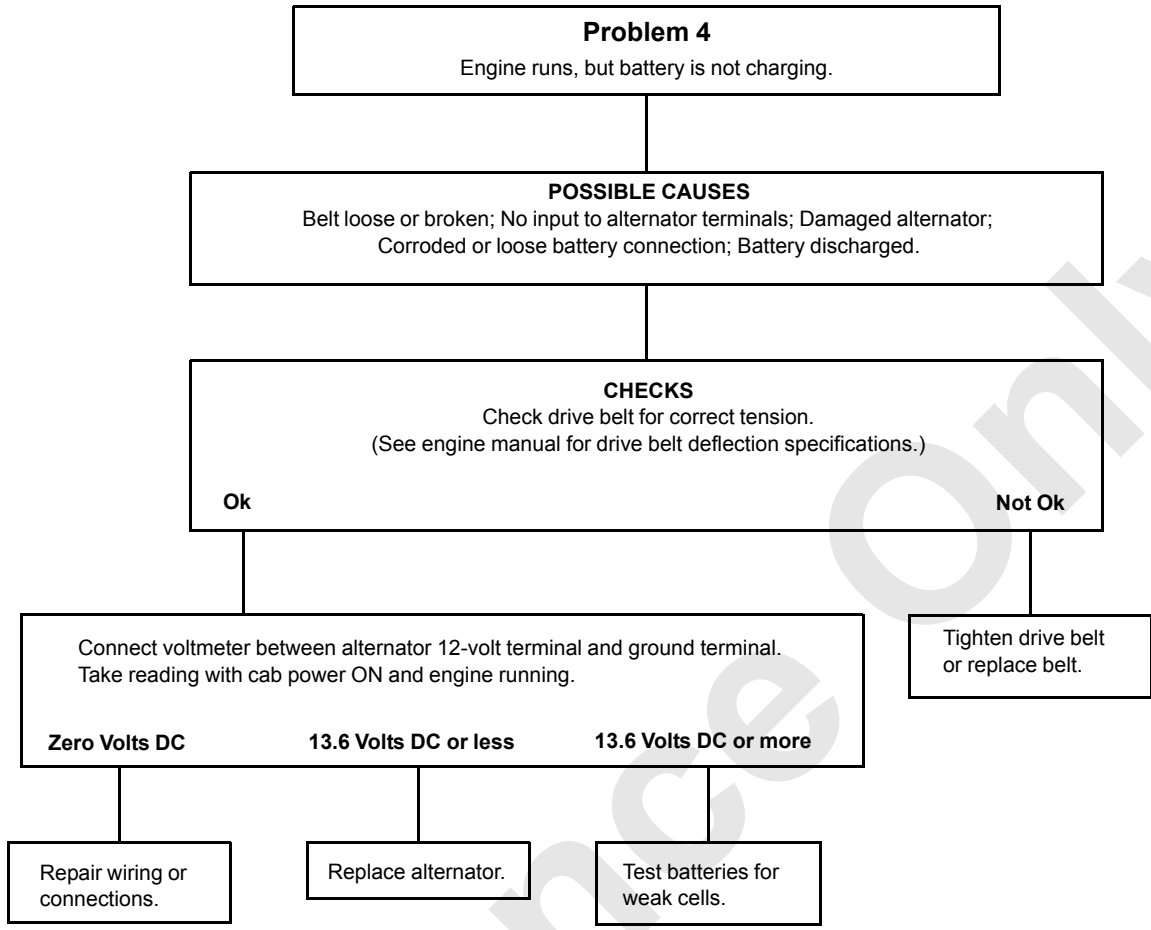 Problem 4
Engine runs, but battery is not charging.
POSSIBLE CAUSES
Belt loose or broken; No input to alternator terminals; Damaged alternator;
Corroded or loose battery connection; Battery discharged.
CHECKS
Check drive belt for correct tension.
(See engine manual for drive belt deflection specifications.)
Ok
Not Ok
Connect voltmeter between alternator 12-volt terminal and ground terminal.
Take reading with cab power ON and engine running.
Zero Volts DC
13.6 Volts DC or less
13.6 Volts DC or more
Tighten drive belt
or replace belt.
Repair wiring or
connections.
Replace alternator.
Test batteries for
weak cells.
nce Only